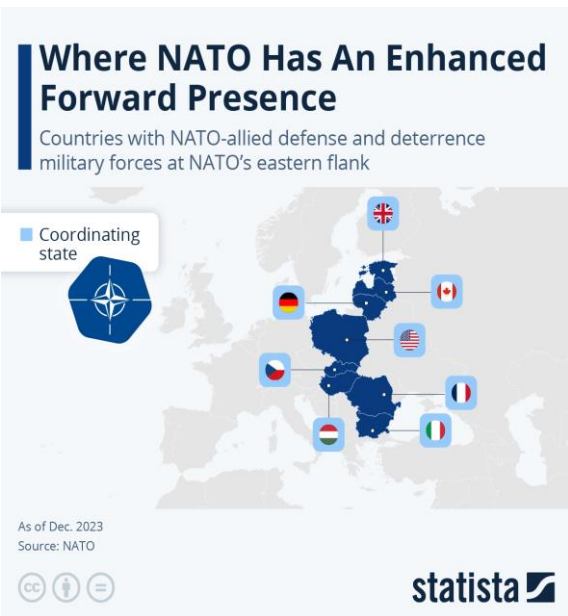 Where NATO Has An Enhanced
Forward Presence
Countries with NATO-allied defense and deterrence
military forces at NATO's eastern flank
Coordinating
state
As of Dec. 2023
Source: NATO
cc
statista